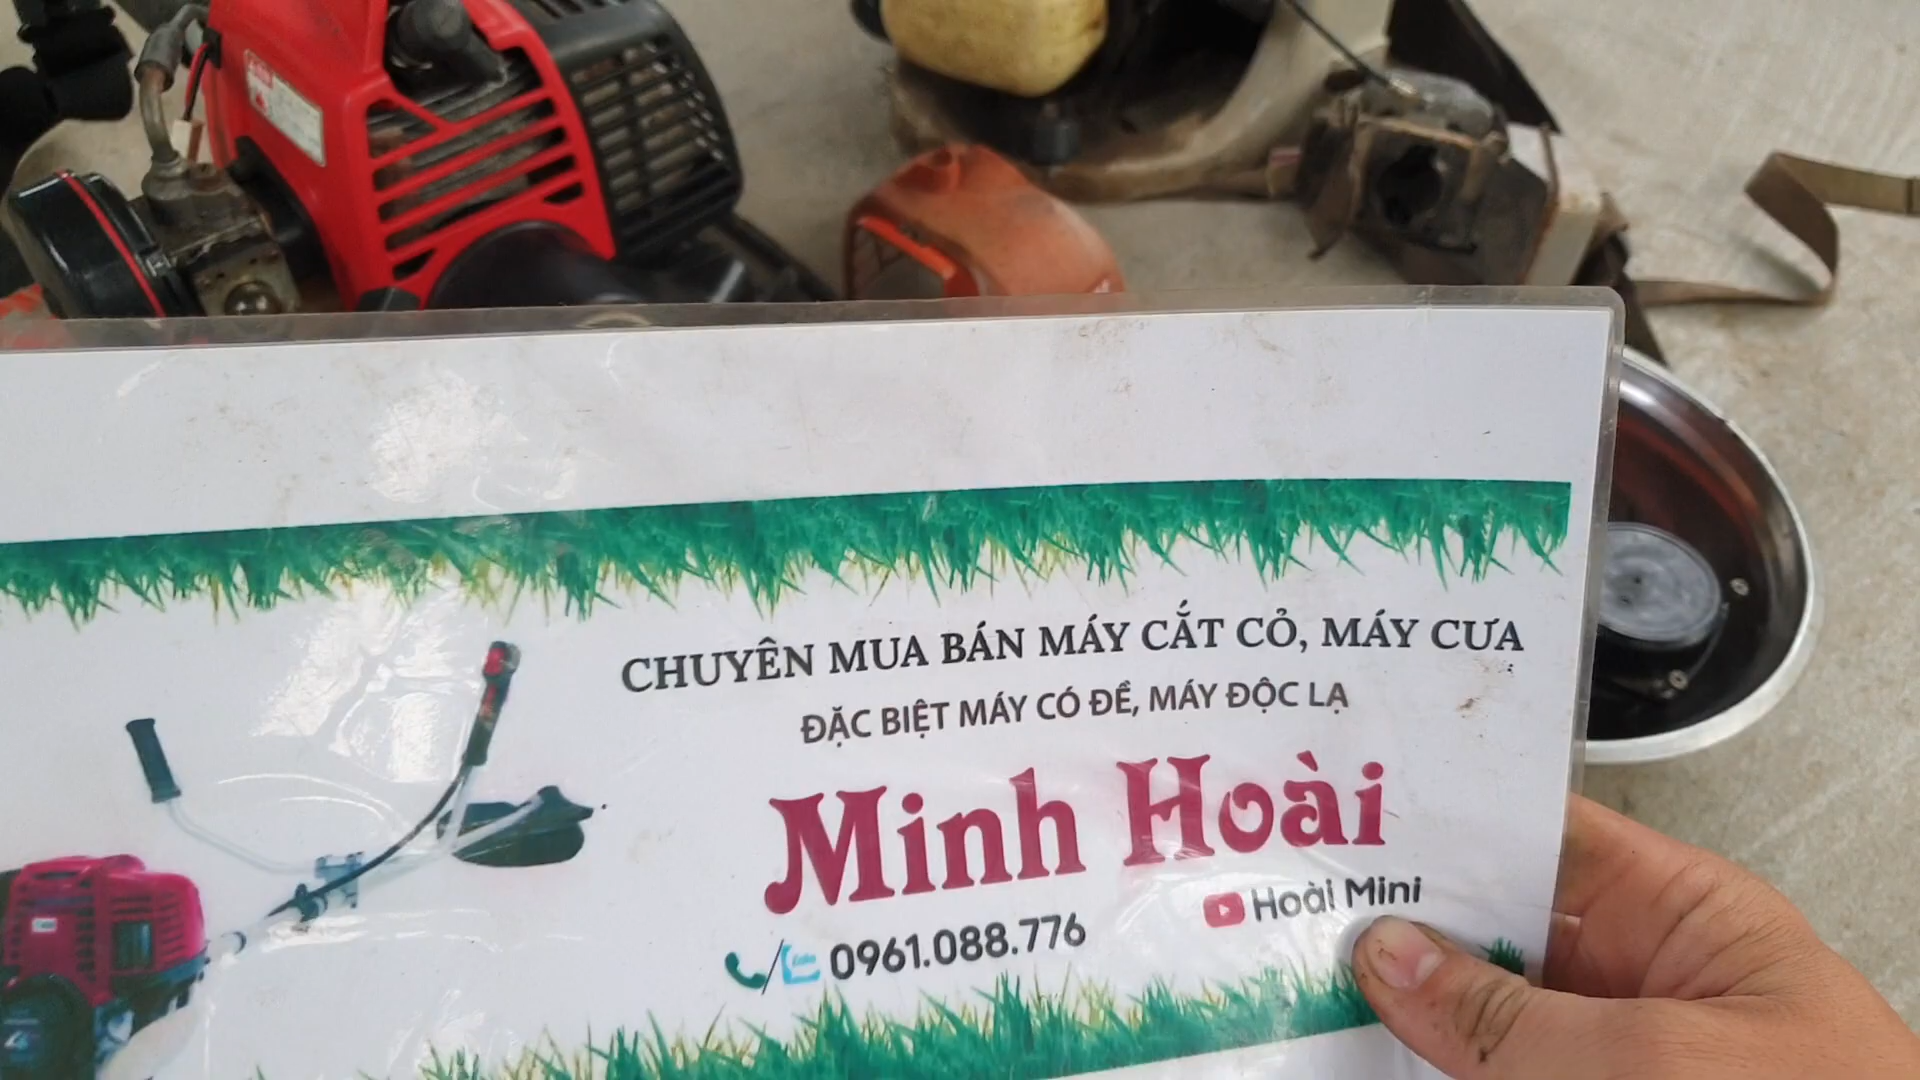 CHUYÊN MUA BÁN MÁY CẮT CỎ, MÁY CƯA
ĐẶC BIỆT MÁY CÓ ĐỀ, MÁY ĐỘC LẠ
Minh Hoài
0961.088.776
Hoài Mini